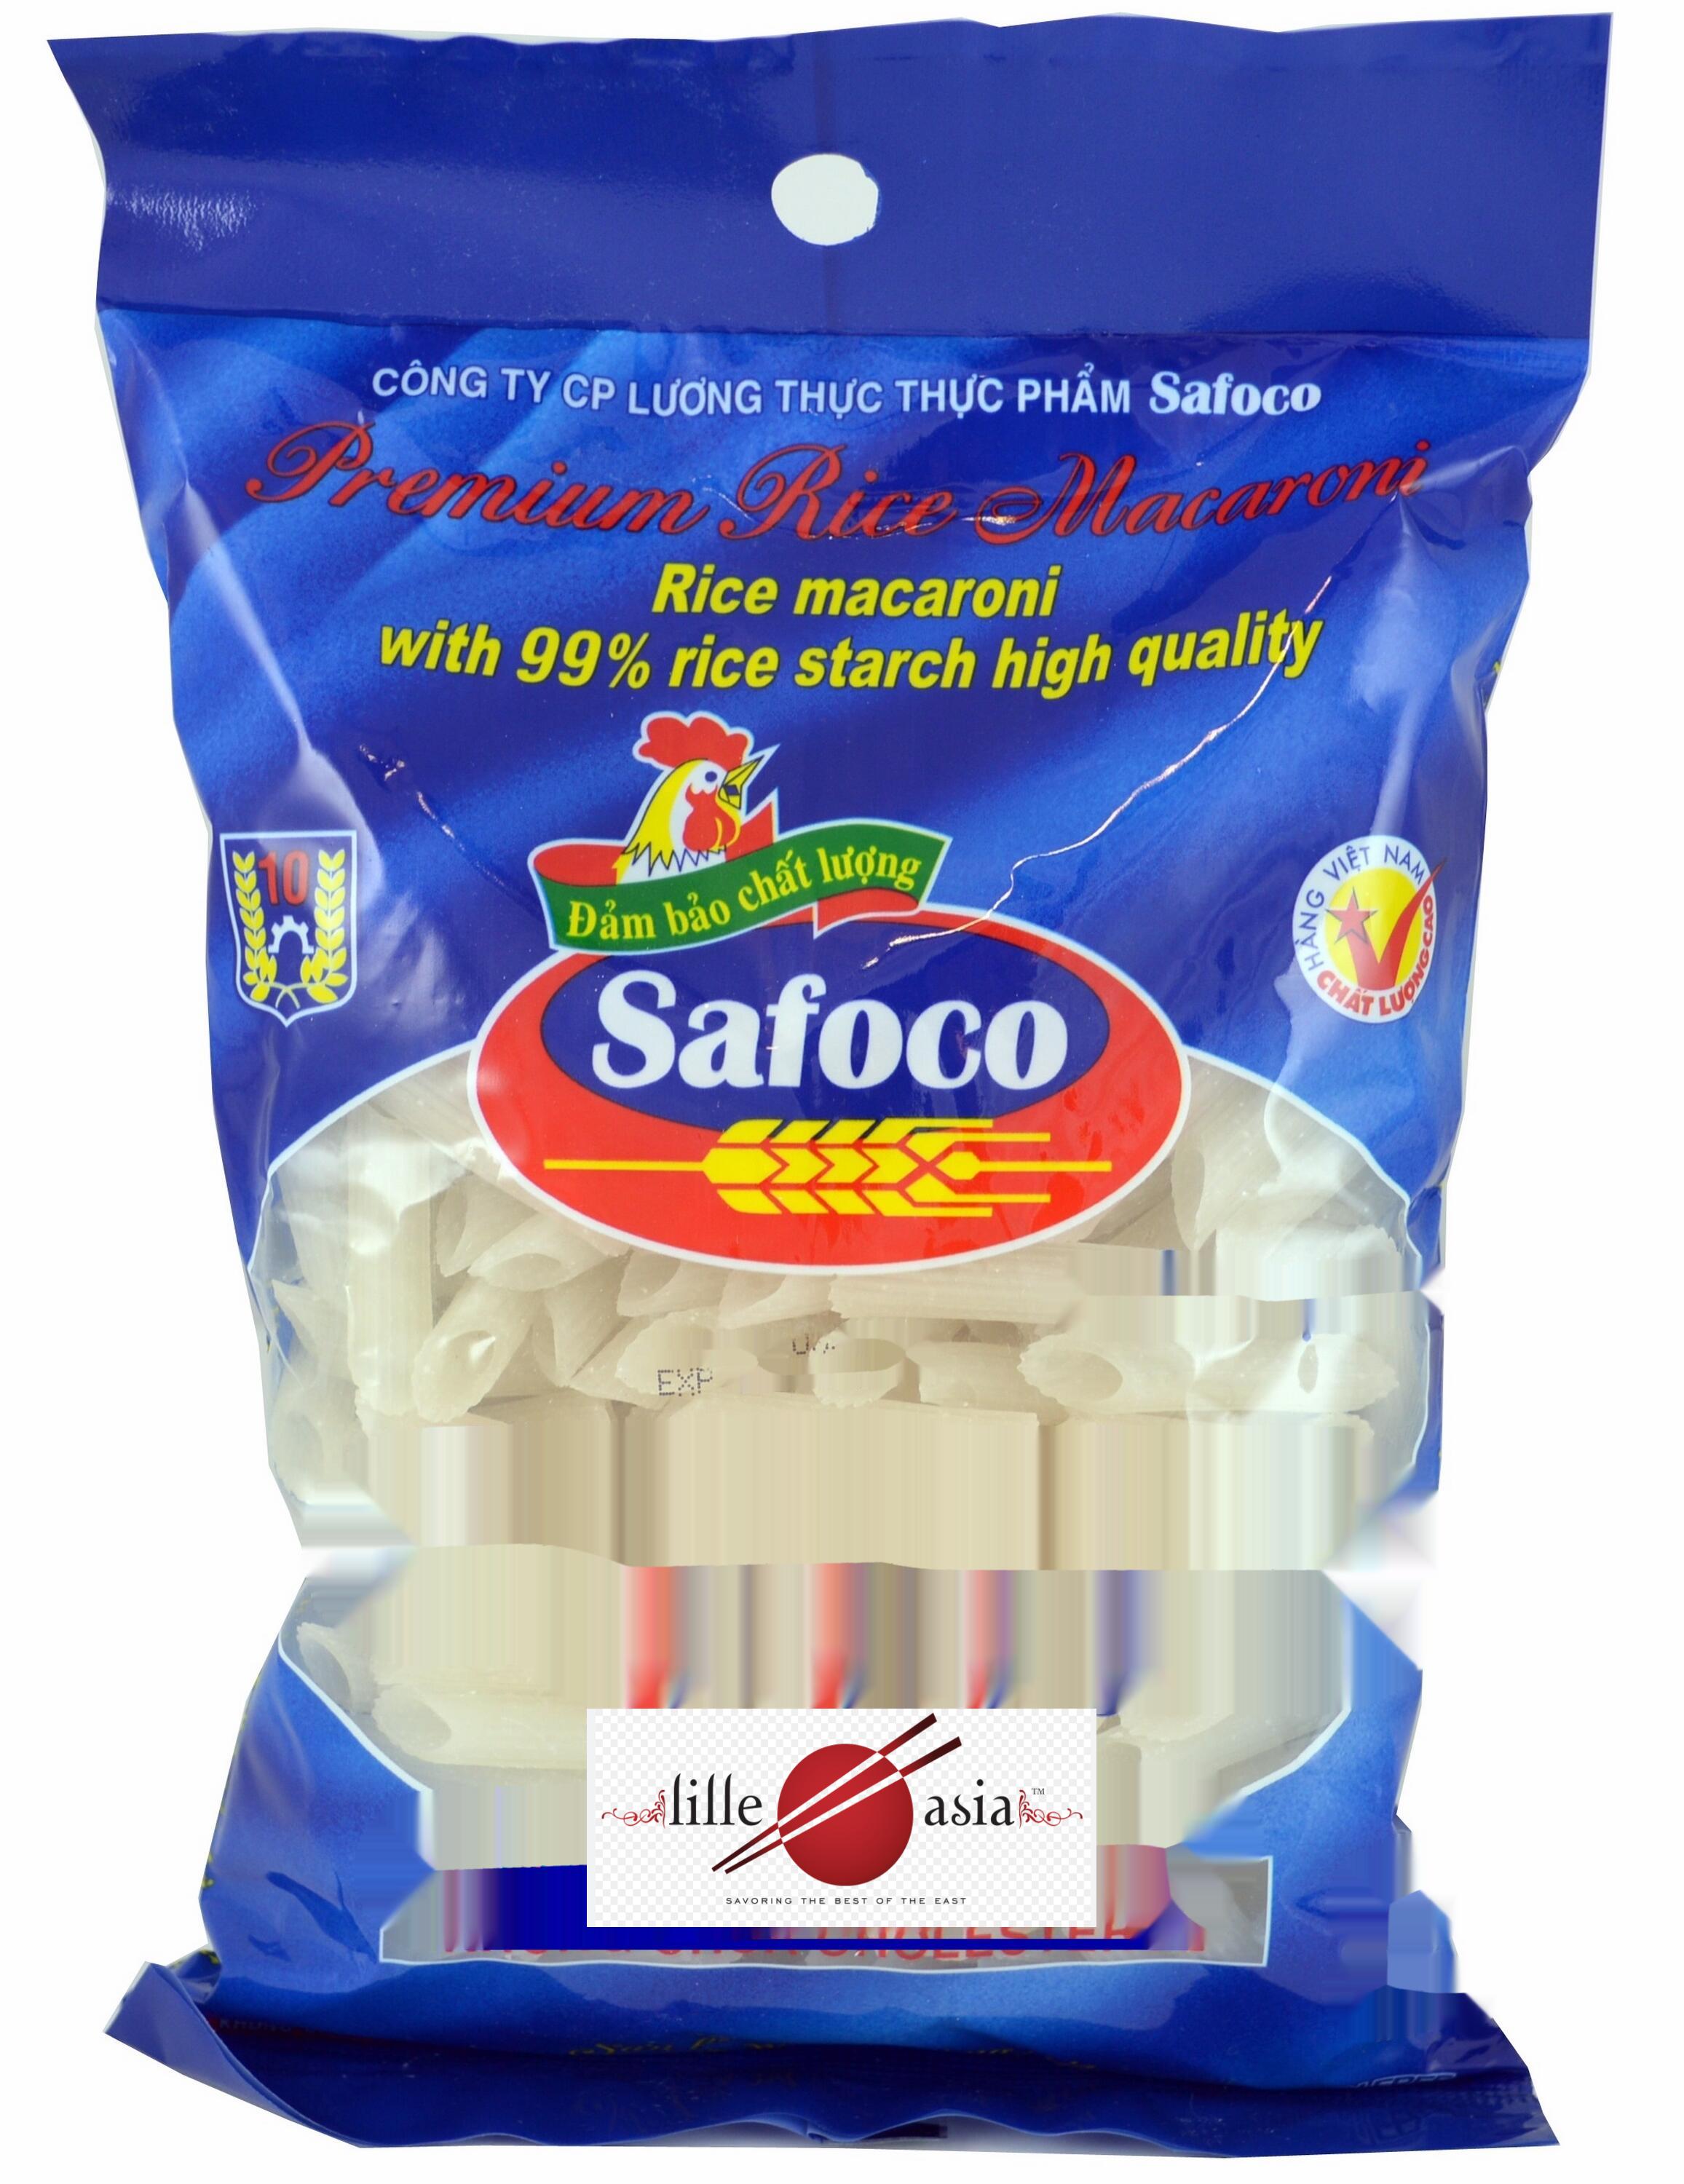 CÔNG TY CP LƯƠNG THỰC THỰC PHẨM Safoco
Premium Rice Macaroni
Rice macaroni
with 99% rice starch high quality
Đảm bảo chất lượng
10
HÀNG VIỆT NAM
CHẤT LƯỢNG CAO
Safoco
EXP
lille asia™
SAVORING THE BEST OF THE EAST